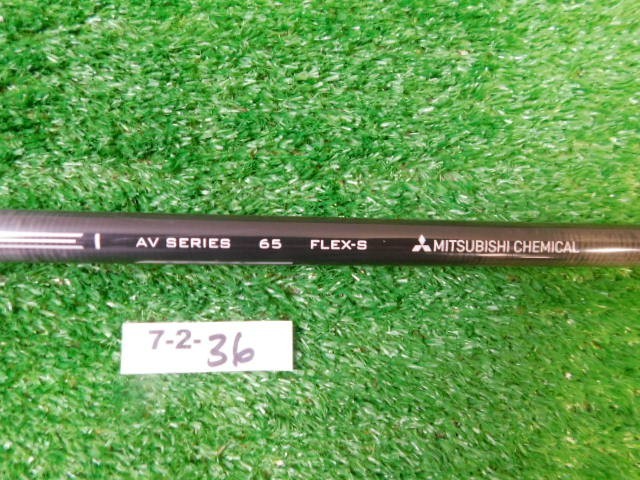 AV SERIES 65 FLEX-S MITSUBISHI CHEMICAL
7-2-36